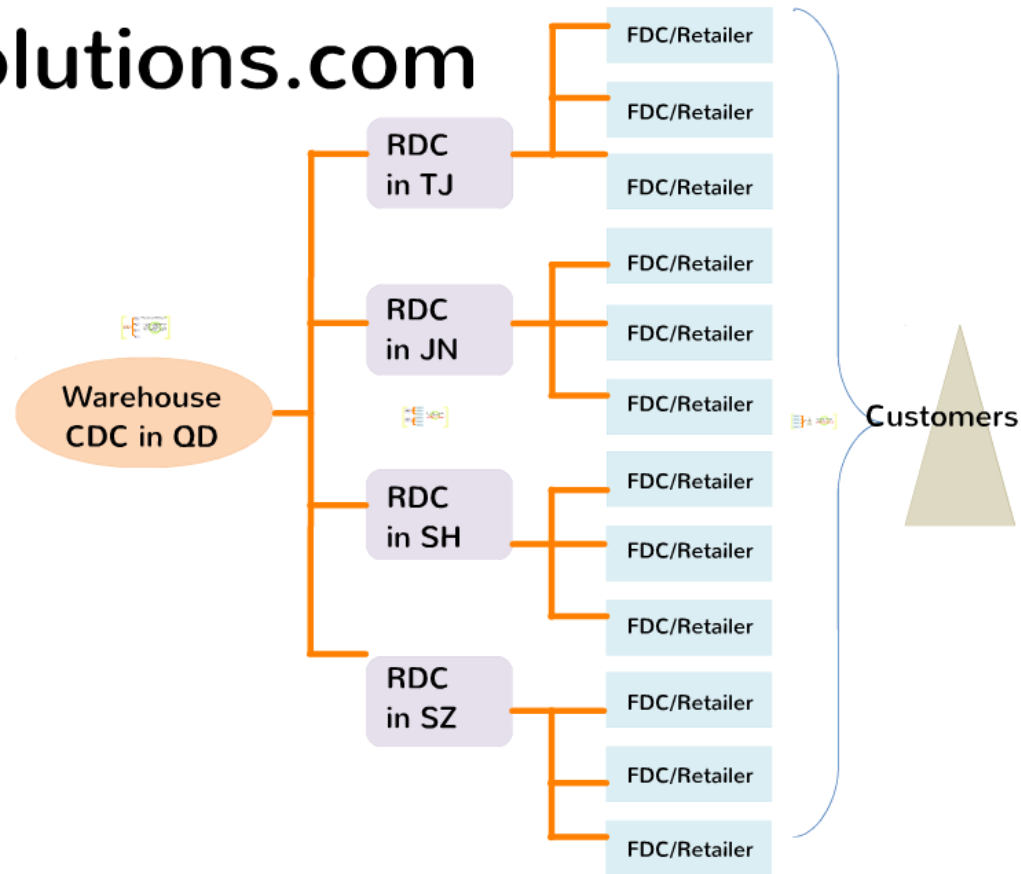 olutions.com
FDC/Retailer
FDC/Retailer
RDC
in TJ
FDC/Retailer
FDC/Retailer
RDC
in JN
FDC/Retailer
Warehouse
CDC in QD
FDC/Retailer
Customers
FDC/Retailer
RDC
in SH
FDC/Retailer
FDC/Retailer
RDC
in SZ
FDC/Retailer
FDC/Retailer
FDC/Retailer